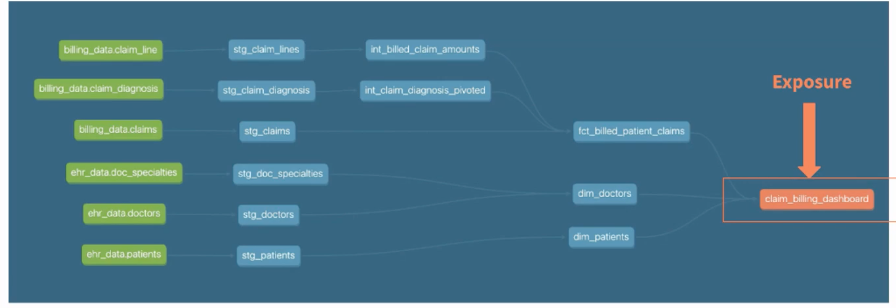 billing_data.claim_line
stg_claim_lines
int_billed_claim_amounts
billing_data.claim_diagnosis
stg_claim_diagnosis
int_claim_diagnosis_pivoted
Exposure
billing_data.claims
stg_claims
fct_billed_patient_claims
ehr_data.doc_specialties
stg_doc_specialties
dim_doctors
claim_billing_dashboard
ehr_data.doctors
stg_doctors
dim_patients
ehr_data.patients
stg_patients